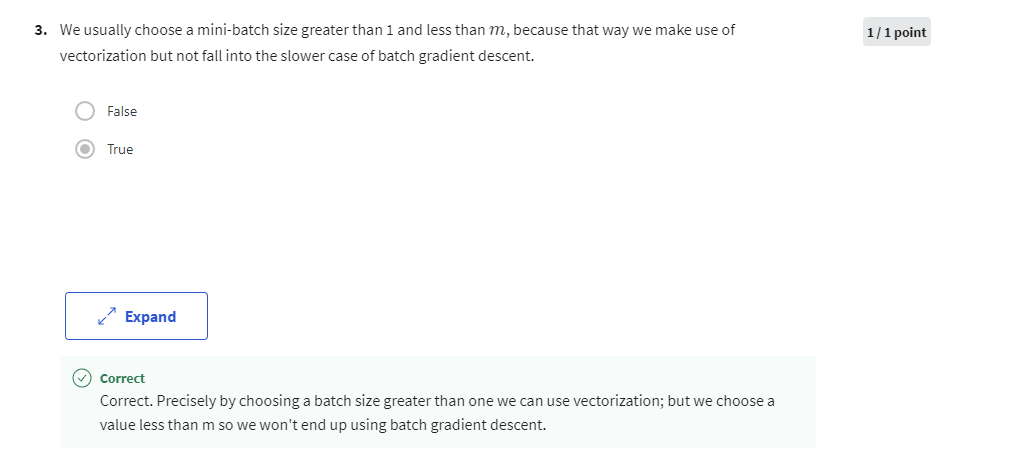 3. We usually choose a mini-batch size greater than 1 and less than m, because that way we make use of
1 / 1 point
vectorization but not fall into the slower case of batch gradient descent.
False
True
Expand
Correct
Correct. Precisely by choosing a batch size greater than one we can use vectorization; but we choose a
value less than m so we won't end up using batch gradient descent.